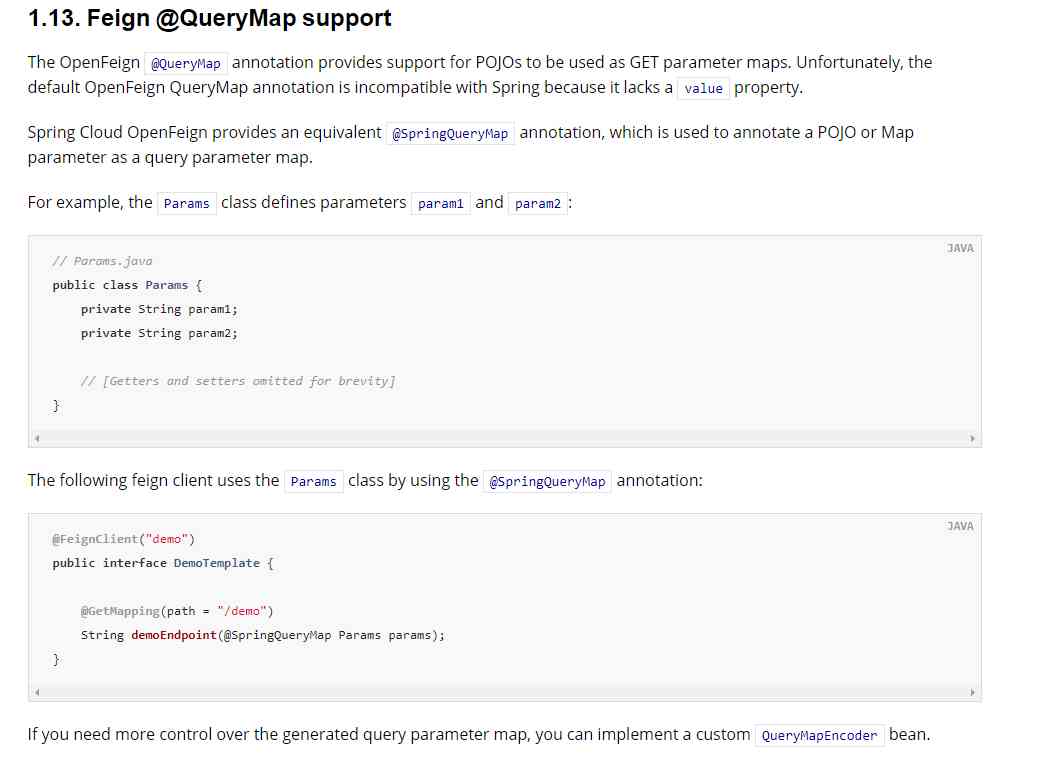 1.13. Feign @QueryMap support
The OpenFeign @QueryMap annotation provides support for POJOs to be used as GET parameter maps. Unfortunately, the
default OpenFeign QueryMap annotation is incompatible with Spring because it lacks a value property.
Spring Cloud OpenFeign provides an equivalent @SpringQueryMap annotation, which is used to annotate a POJO or Map
parameter as a query parameter map.
For example, the Params class defines parameters param1 and param2 :
JAVA
// Params.java
public class Params {
    private String param1;
    private String param2;
    // [Getters and setters omitted for brevity]
}
The following feign client uses the Params class by using the @SpringQueryMap annotation:
JAVA
@FeignClient("demo")
public interface DemoTemplate {
    @GetMapping(path = "/demo")
    String demoEndpoint(@SpringQueryMap Params params);
}
If you need more control over the generated query parameter map, you can implement a custom QueryMapEncoder bean.